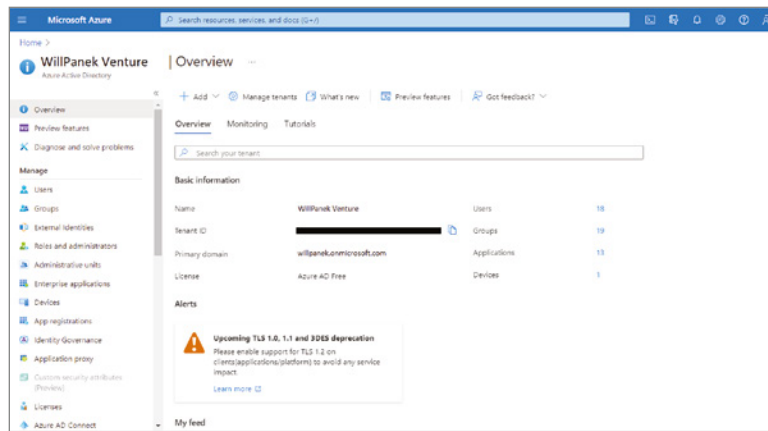 Microsoft Azure
Search resources, services, and docs (G+/)
Home >
WillPanek Venture | Overview ...
Azure Active Directory
Overview
Preview features
Diagnose and solve problems
Manage
Users
Groups
External Identities
Roles and administrators
Administrative units
Enterprise applications
Devices
App registrations
Identity Governance
Application proxy
Custom security attributes
(Preview)
Licenses
Azure AD Connect
+ Add Manage tenants What's new Preview features Got feedback?
Overview Monitoring Tutorials
Search your tenant
Basic information
Name WillPanek Venture Users 18
Tenant ID Groups 19
Primary domain willpanek.onmicrosoft.com Applications 13
License Azure AD Free Devices 1
Alerts
Upcoming TLS 1.0, 1.1 and 3DES deprecation
Please enable support for TLS 1.2 on
clients(applications/platform) to avoid any service
impact.
Learn more
My feed